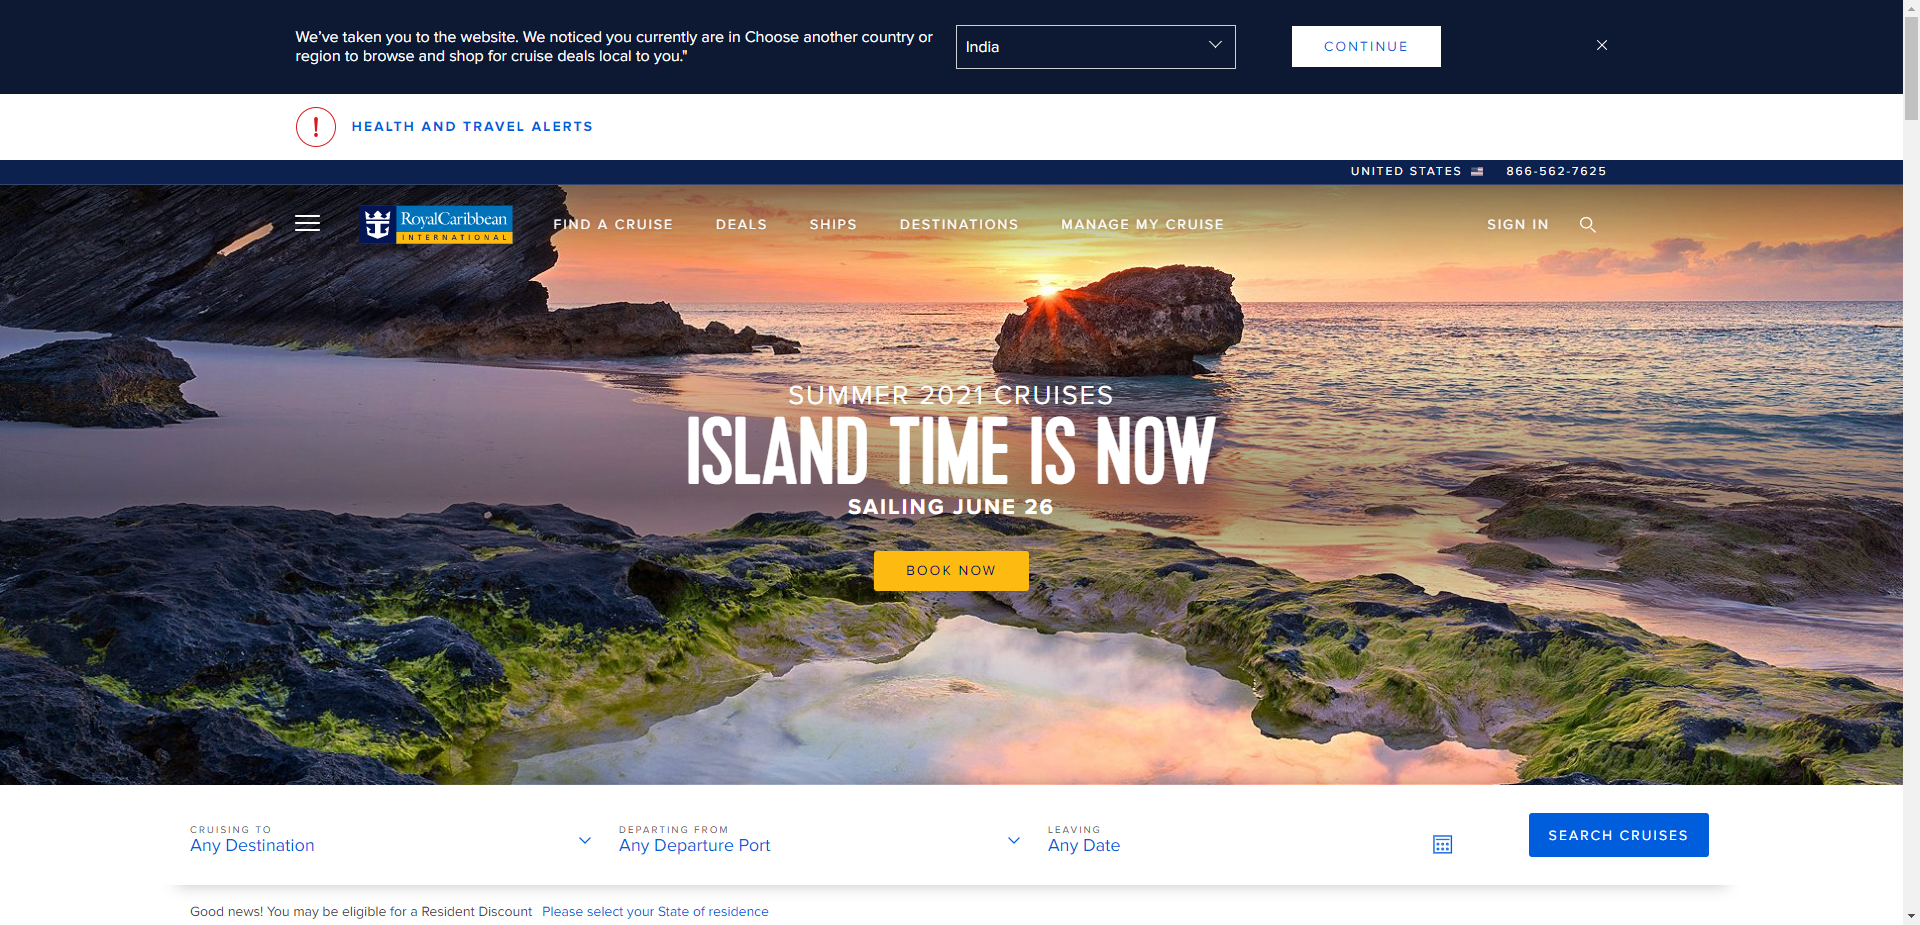 We've taken you to the website. We noticed you currently are in Choose another country or
region to browse and shop for cruise deals local to you."
India
CONTINUE
HEALTH AND TRAVEL ALERTS
UNITED STATES
866-562-7625
RoyalCaribbean
INTERNATIONAL
FIND A CRUISE
DEALS
SHIPS
DESTINATIONS
MANAGE MY CRUISE
SIGN IN
SUMMER 2021 CRUISES
ISLAND TIME IS NOW
SAILING JUNE 26
BOOK NOW
CRUISING TO
Any Destination
DEPARTING FROM
Any Departure Port
LEAVING
Any Date
SEARCH CRUISES
Good news! You may be eligible for a Resident Discount Please select your State of residence